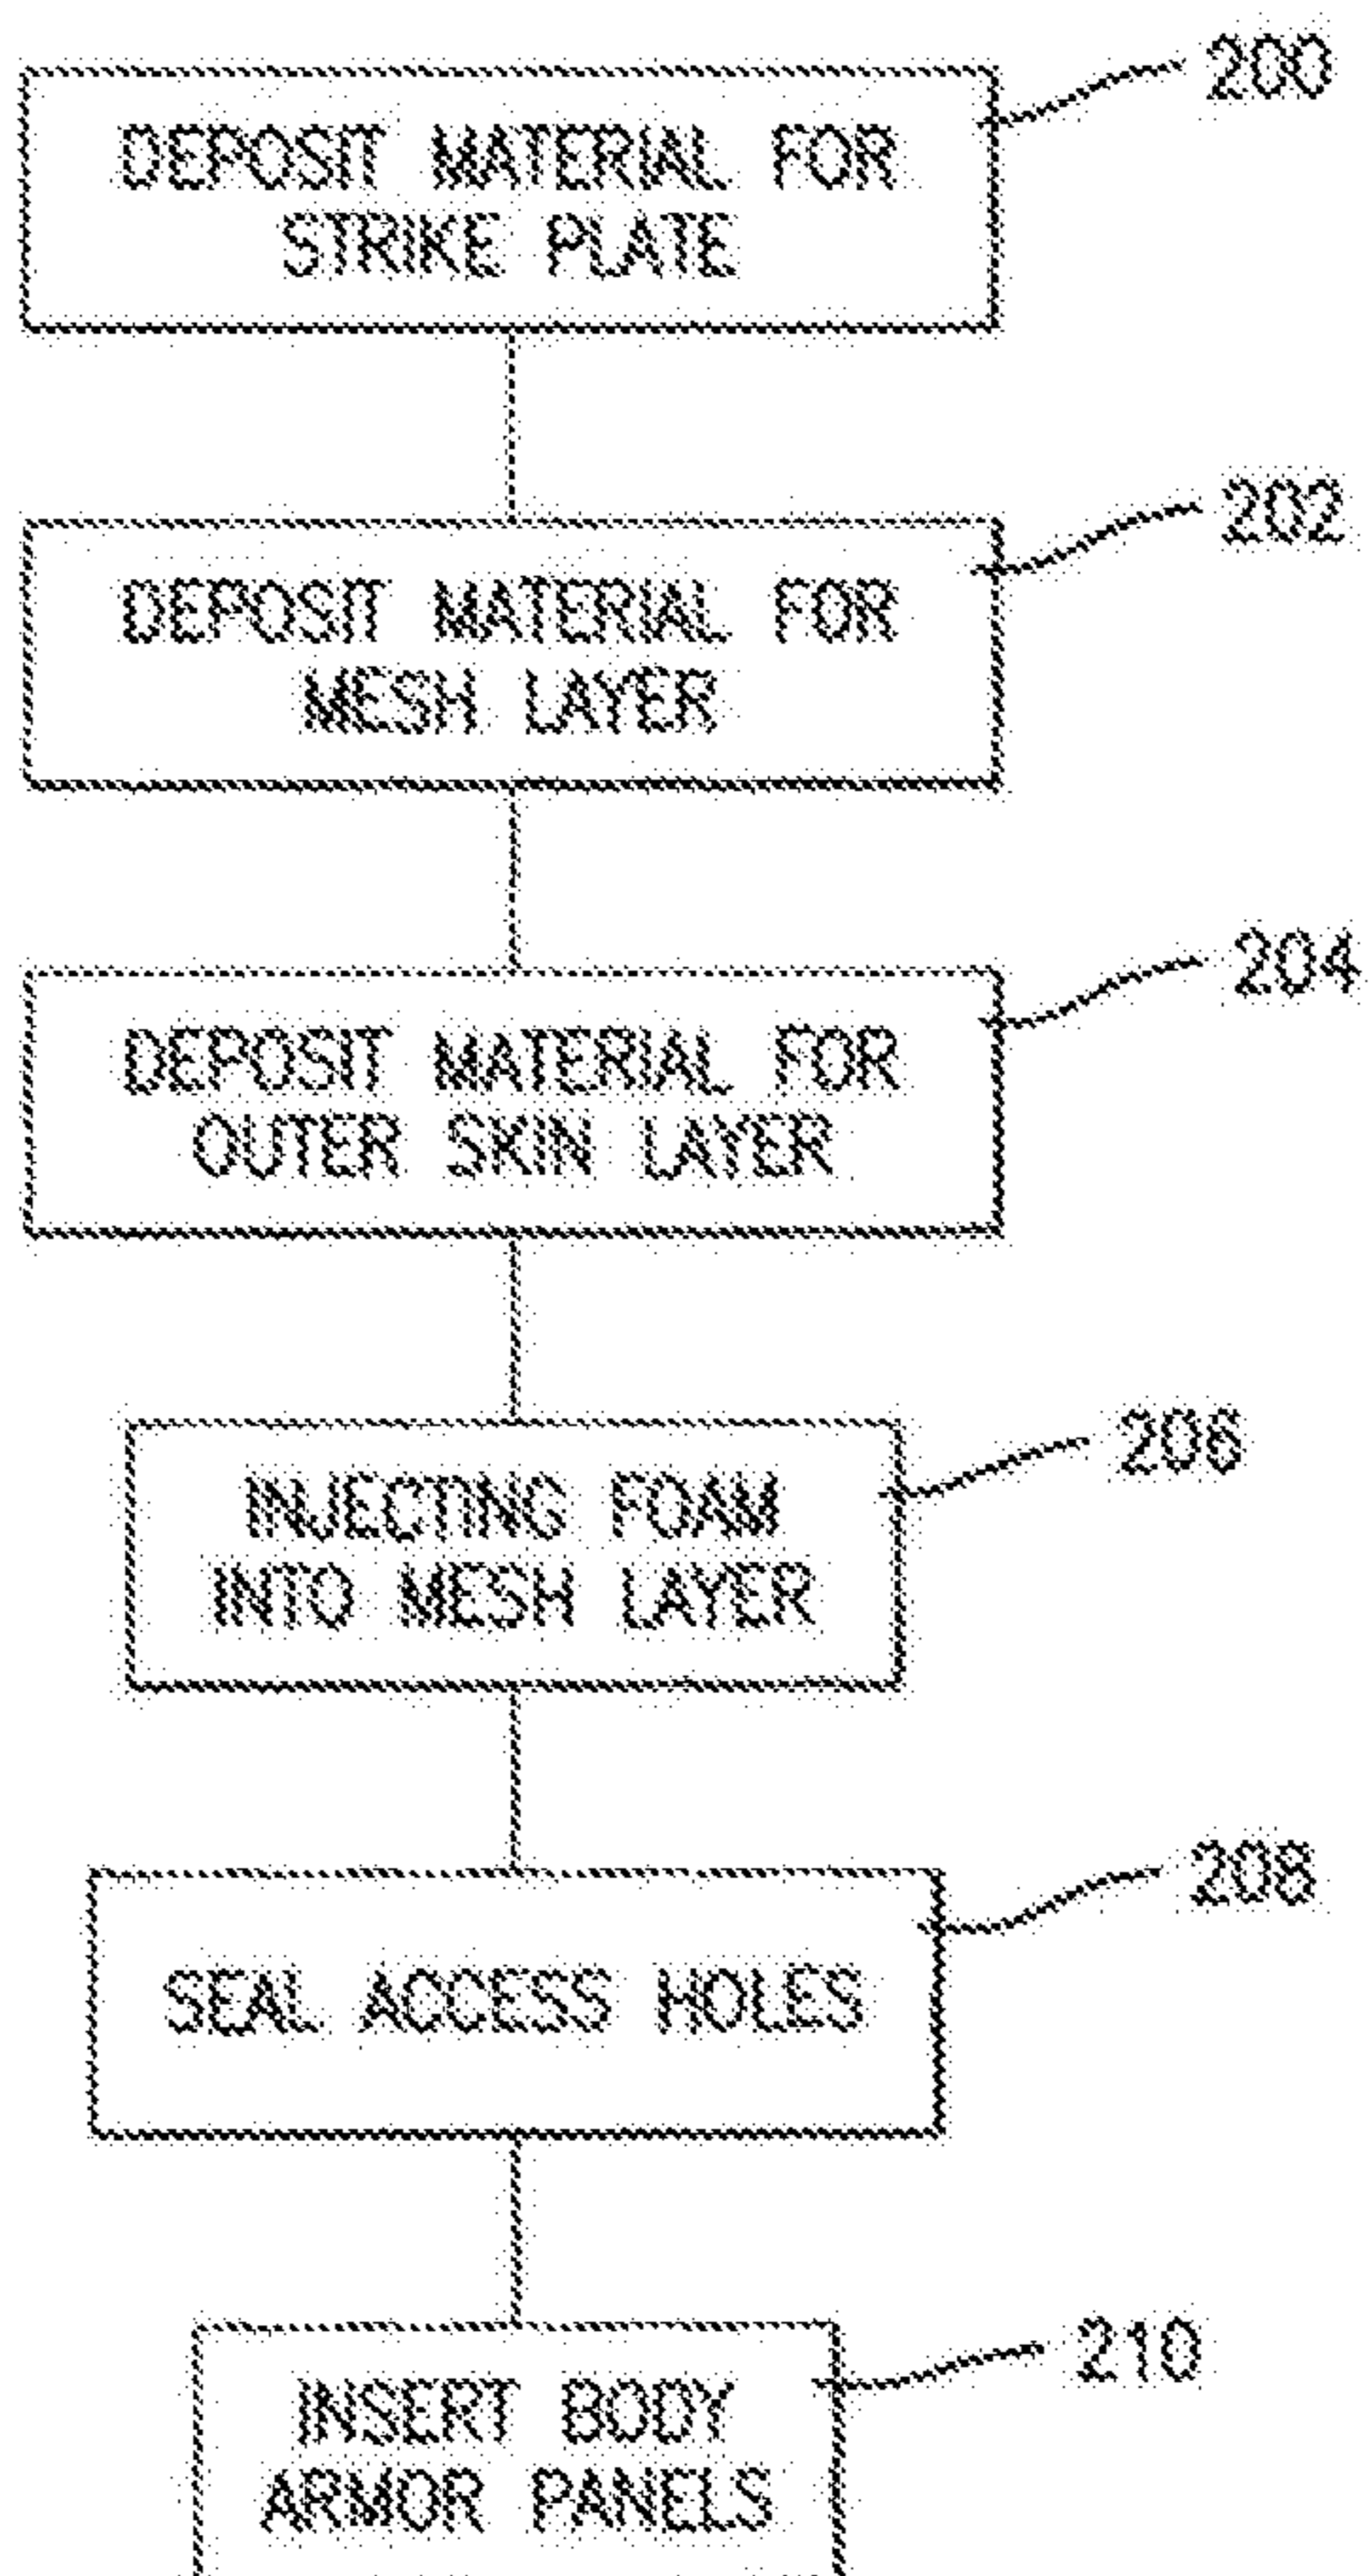 200
DEPOSIT MATERIAL FOR
STRIKE PLATE
202
DEPOSIT MATERIAL FOR
MESH LAYER
204
DEPOSIT MATERIAL FOR
OUTER SKIN LAYER
206
INJECTING FOAM
INTO MESH LAYER
208
SEAL ACCESS HOLES
210
INSERT BODY
ARMOR PANELS